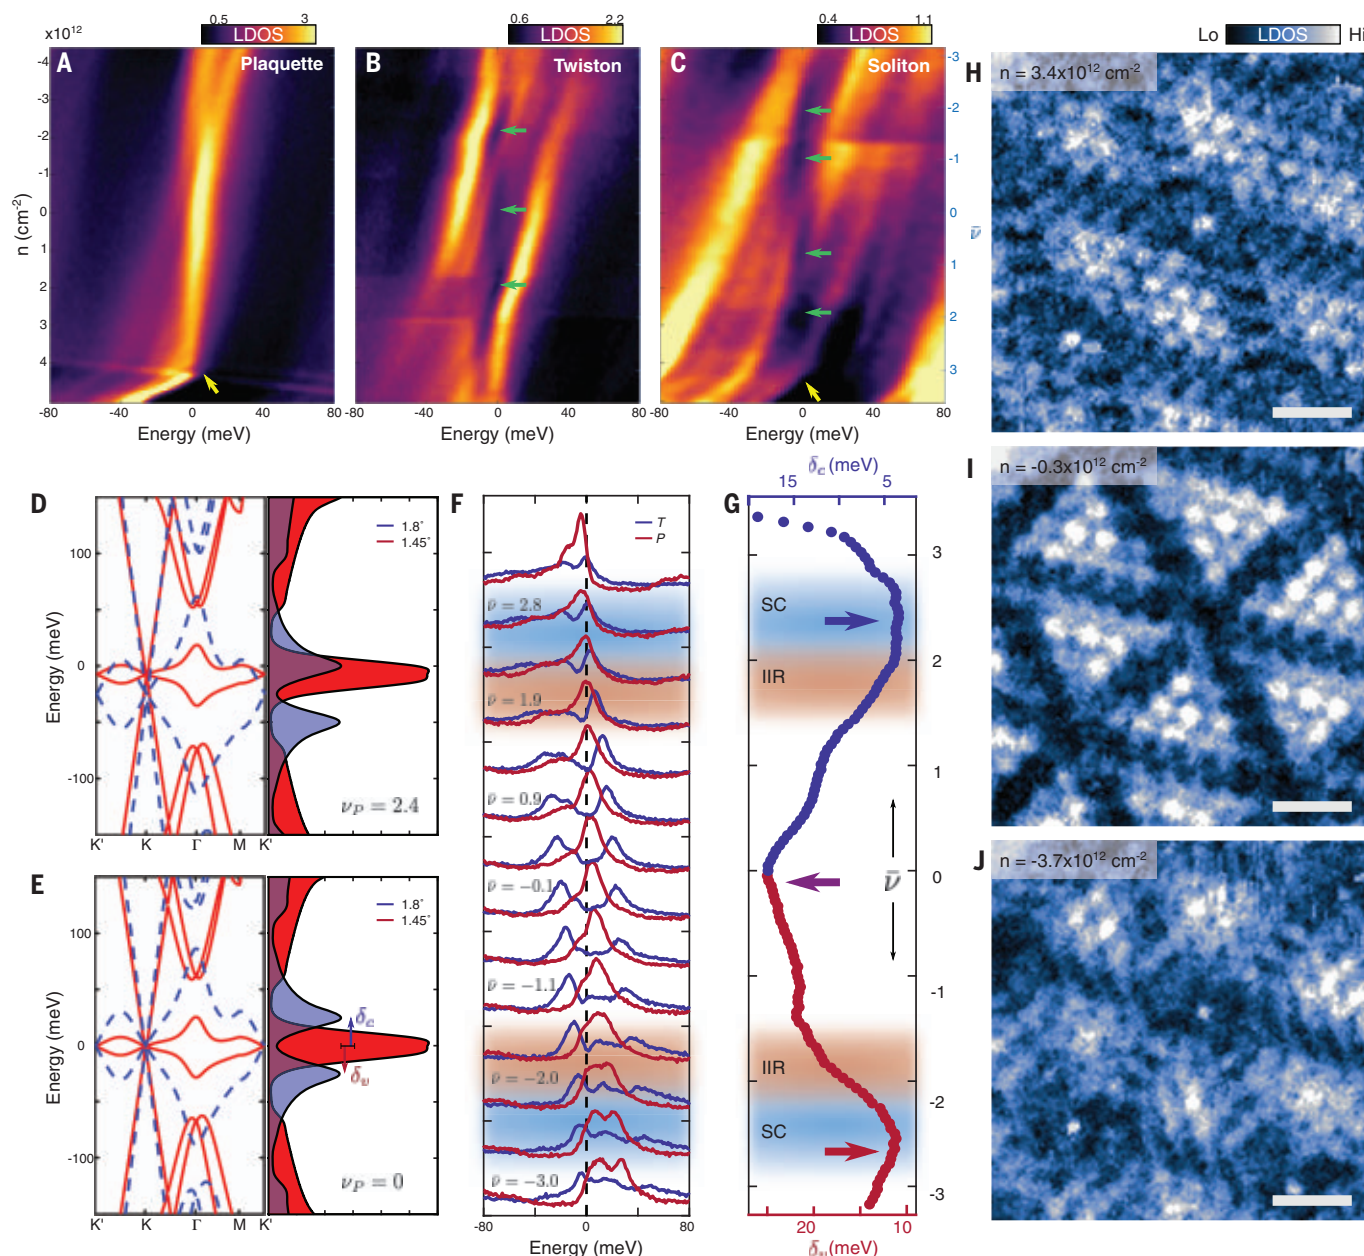 x10¹²
0.5 3
LDOS
0.6 2.2
LDOS
0.4 1.1
LDOS
Lo LDOS Hi
A Plaquette
B Twiston
C Soliton
n (cm⁻²)
-4
-3
-2
-1
0
1
2
3
4
-3
-2
-1
0
1
2
3
ν̄
-80 -40 0 40 80
-80 -40 0 40 80
-80 -40 0 40 80
Energy (meV)
Energy (meV)
Energy (meV)
H n = 3.4x10¹² cm⁻²
I n = -0.3x10¹² cm⁻²
J n = -3.7x10¹² cm⁻²
D
Energy (meV)
100
0
-100
1.8°
1.45°
ν_P = 2.4
K' K Γ M K'
E
Energy (meV)
100
0
-100
1.8°
1.45°
δ̄_c
δ̄_v
ν_P = 0
K' K Γ M K'
F
T
P
ν̄ = 2.8
ν̄ = 1.9
ν̄ = 0.9
ν̄ = −0.1
ν̄ = −1.1
ν̄ = −2.0
ν̄ = −3.0
-80 0 80
Energy (meV)
G
δ̄_c (meV)
15 5
SC
IIR
ν̄
IIR
SC
3
2
1
0
-1
-2
-3
20 10
δ̄_v (meV)